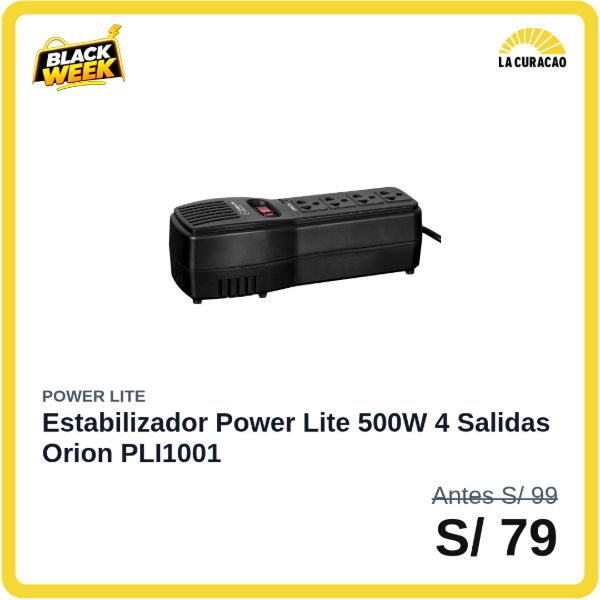 BLACK
WEEK
LA CURACAO
POWER LITE
Estabilizador Power Lite 500W 4 Salidas
Orion PLI1001
Antes S/ 99
S/ 79